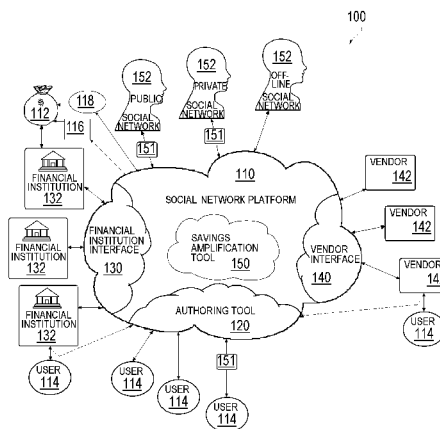 100
152
PUBLIC
SOCIAL
NETWORK
152
PRIVATE
SOCIAL
NETWORK
152
OFF-
LINE
SOCIAL
NETWORK
$
112
118
116
151
151
FINANCIAL
INSTITUTION
132
110
SOCIAL NETWORK PLATFORM
VENDOR
142
FINANCIAL
INSTITUTION
132
FINANCIAL
INSTITUTION
INTERFACE
130
SAVINGS
AMPLIFICATION
TOOL
150
VENDOR
INTERFACE
140
VENDOR
142
VENDOR
FINANCIAL
INSTITUTION
132
AUTHORING TOOL
120
USER
114
USER
114
USER
114
USER
114
151
USER
114